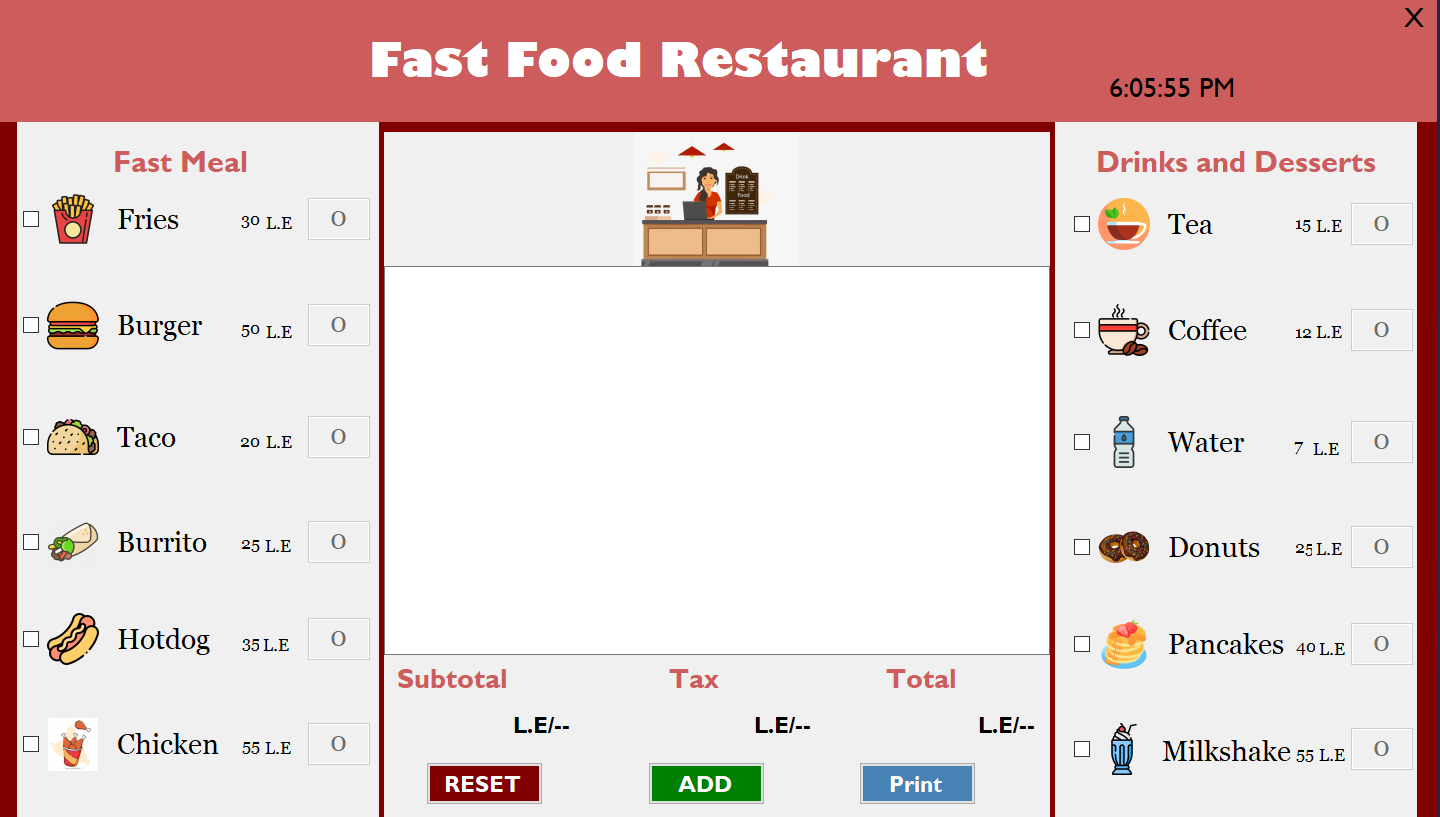 X
Fast Food Restaurant
6:05:55 PM
Fast Meal
Fries 30 L.E 0
Burger 50 L.E 0
Taco 20 L.E 0
Burrito 25 L.E 0
Hotdog 35 L.E 0
Chicken 55 L.E 0
Drink
Food
Subtotal Tax Total
L.E/-- L.E/-- L.E/--
RESET ADD Print
Drinks and Desserts
Tea 15 L.E 0
Coffee 12 L.E 0
Water 7 L.E 0
Donuts 25 L.E 0
Pancakes 40 L.E 0
Milkshake 55 L.E 0